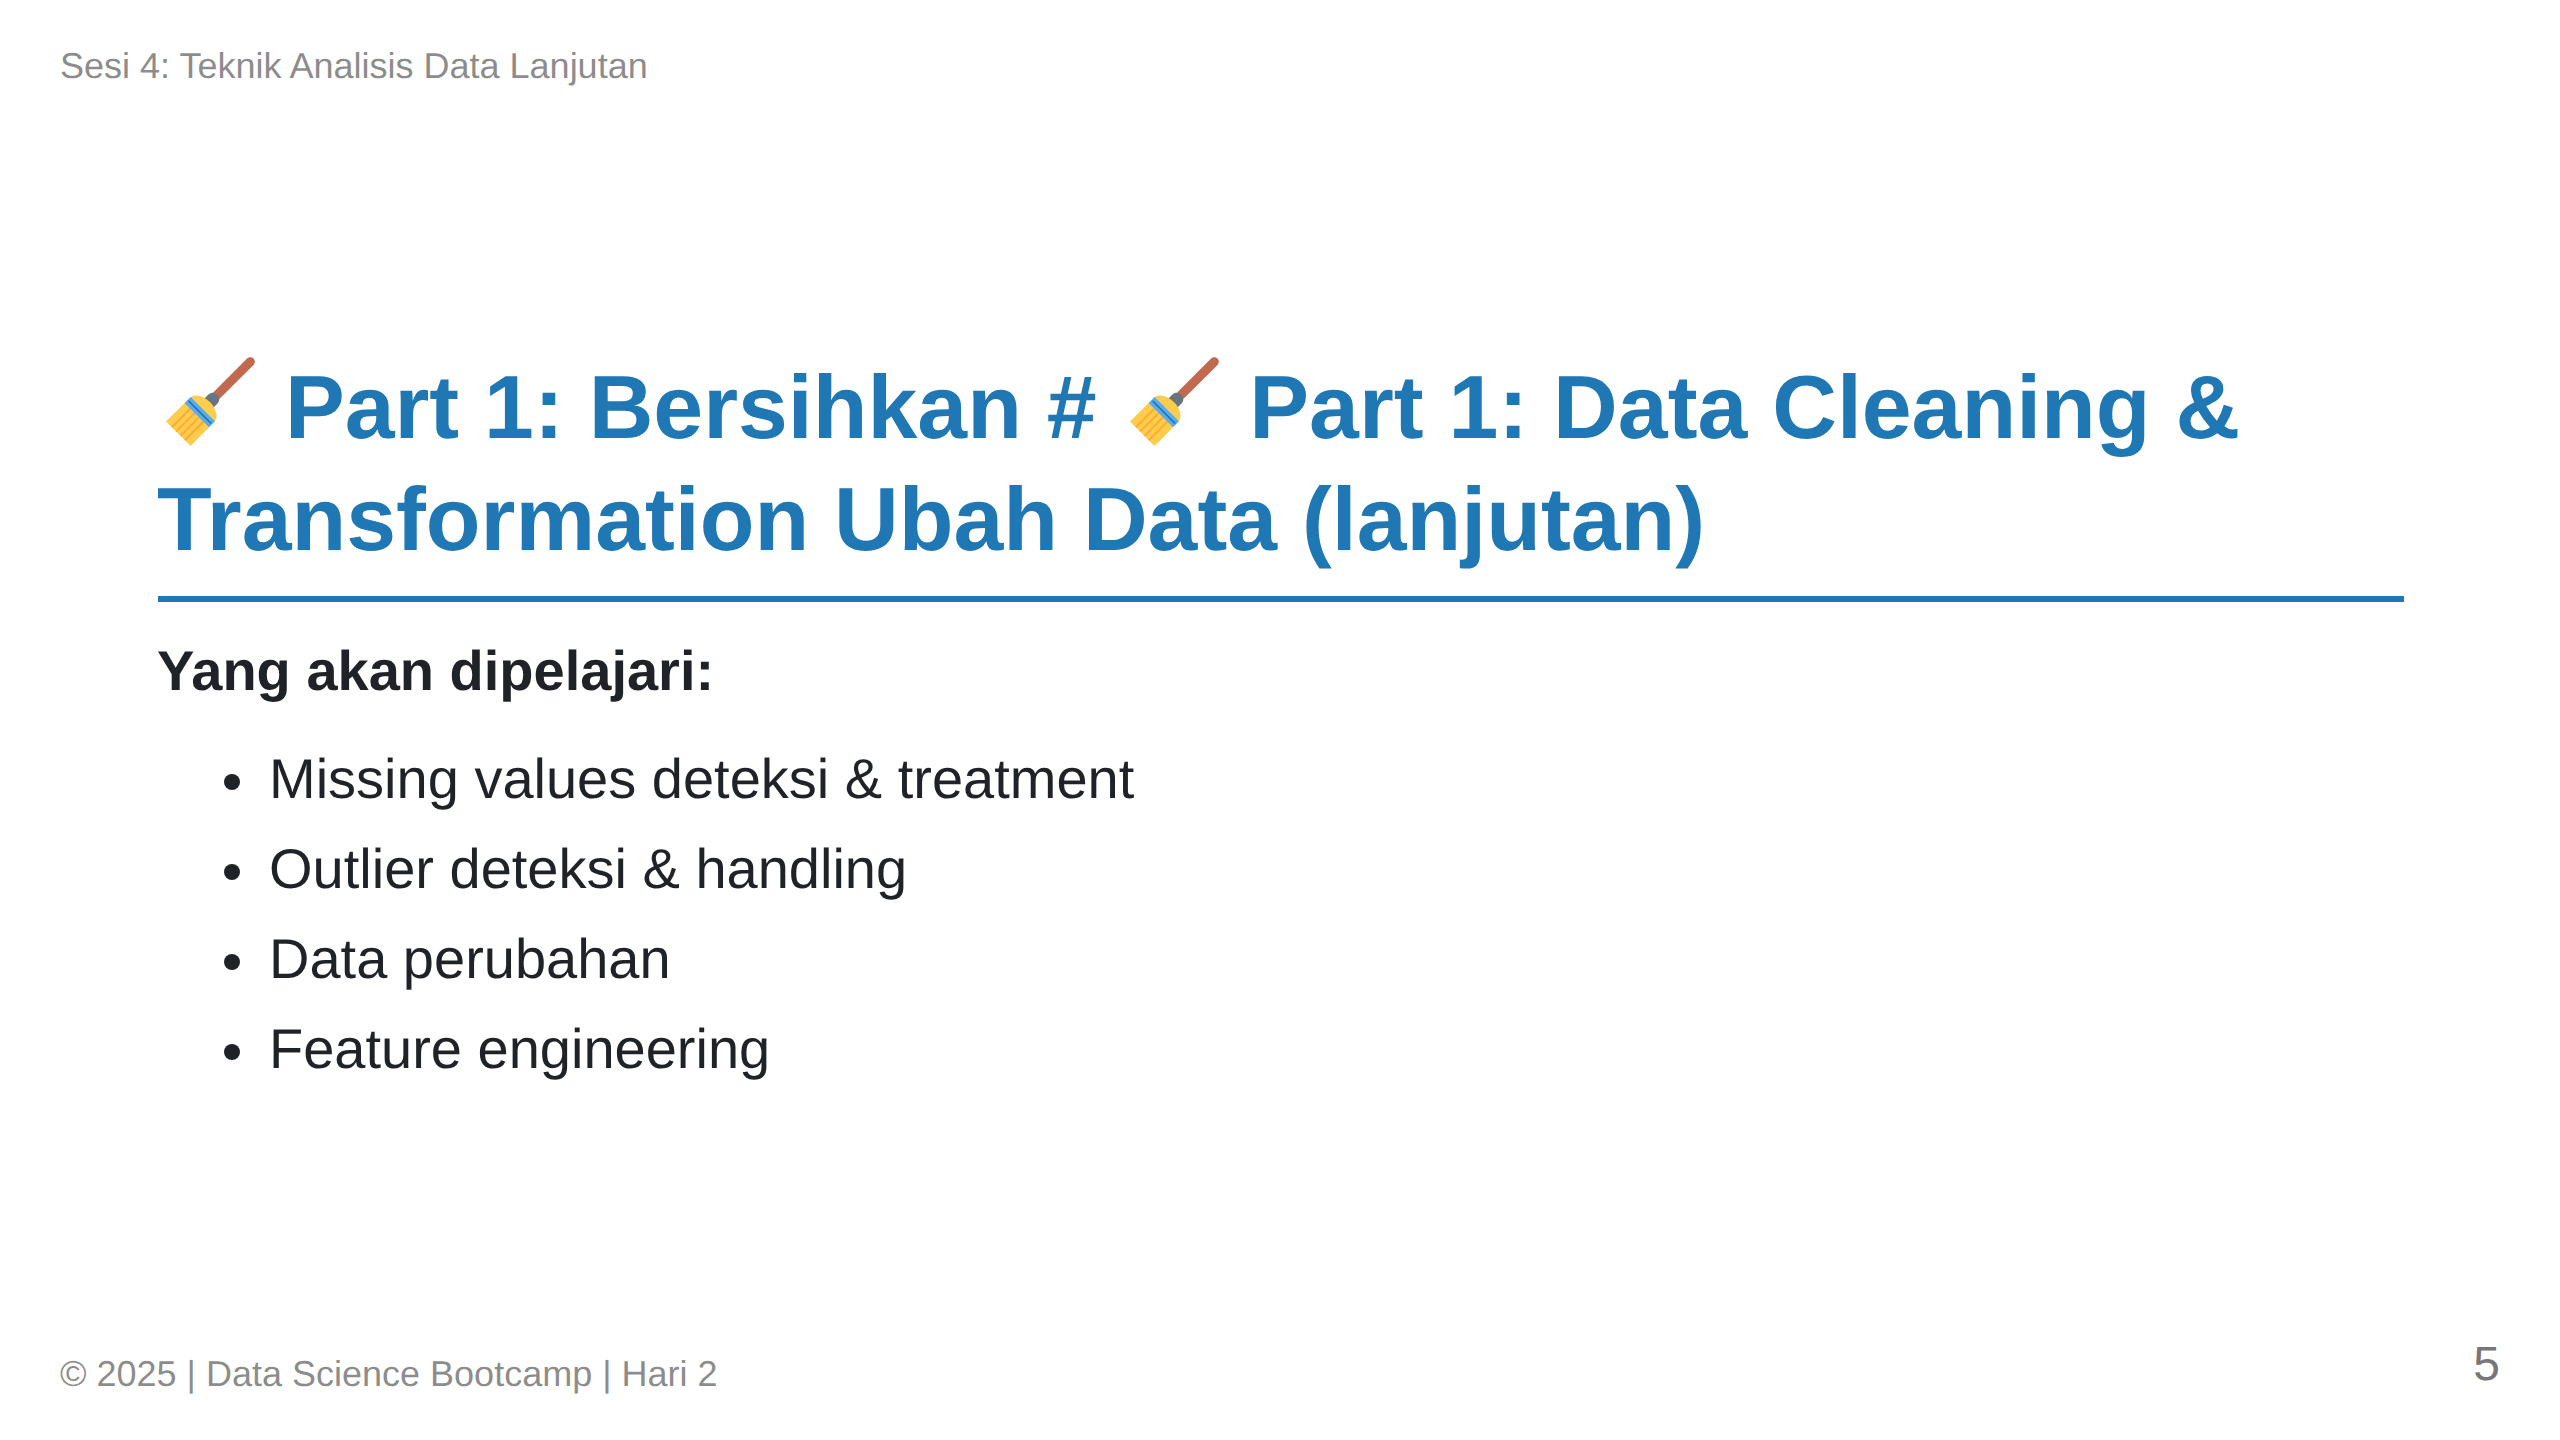 Sesi 4: Teknik Analisis Data Lanjutan
🧹 Part 1: Bersihkan # 🧹 Part 1: Data Cleaning &
Transformation Ubah Data (lanjutan)
Yang akan dipelajari:
• Missing values deteksi & treatment
• Outlier deteksi & handling
• Data perubahan
• Feature engineering
© 2025 | Data Science Bootcamp | Hari 2
5